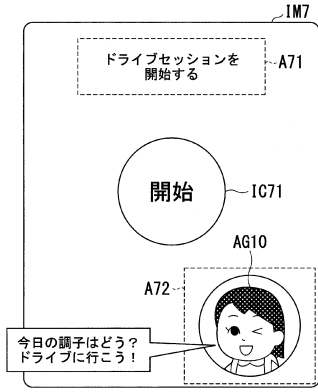 IM7
ドライブセッションを
開始する
A71
開始
IC71
AG10
A72
今日の調子はどう？
ドライブに行こう！